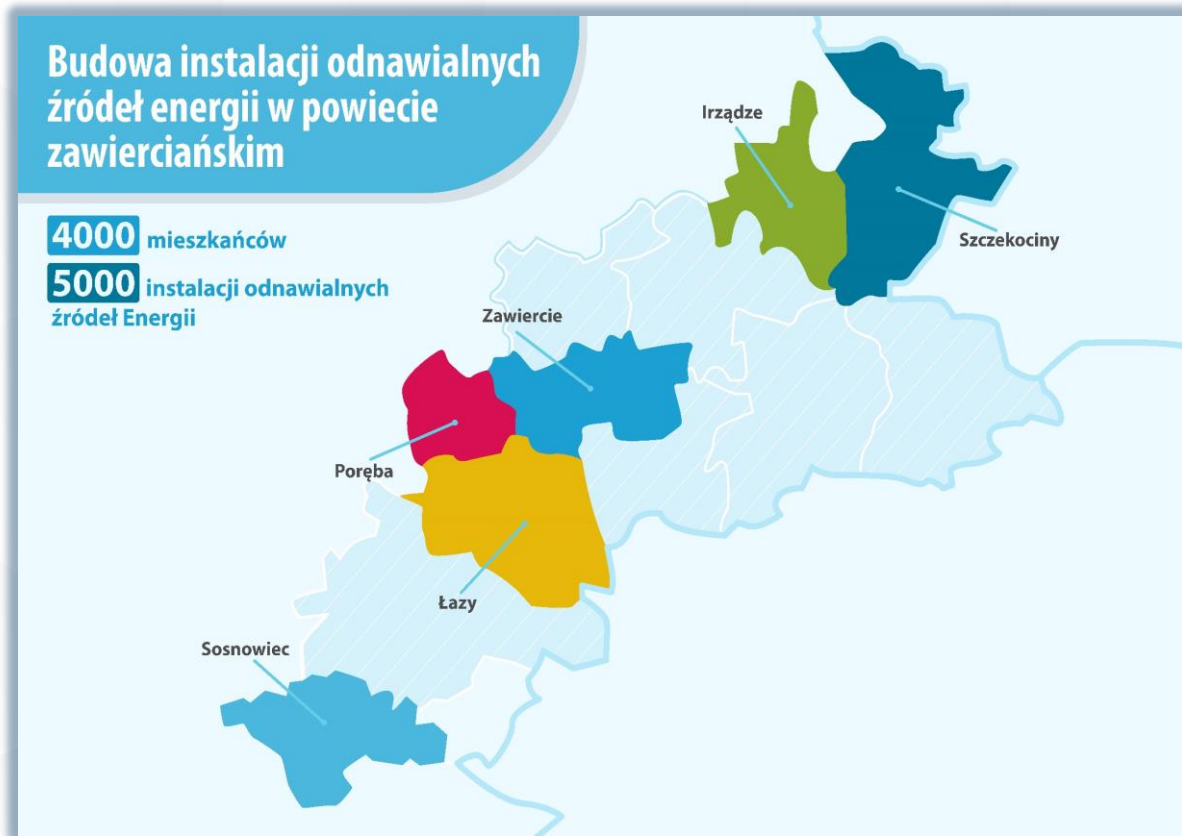 Budowa instalacji odnawialnych
źródeł energii w powiecie
zawierciańskim
4000 mieszkańców
5000 instalacji odnawialnych
źródeł Energii
Irządze
Szczekociny
Zawiercie
Poręba
Łazy
Sosnowiec